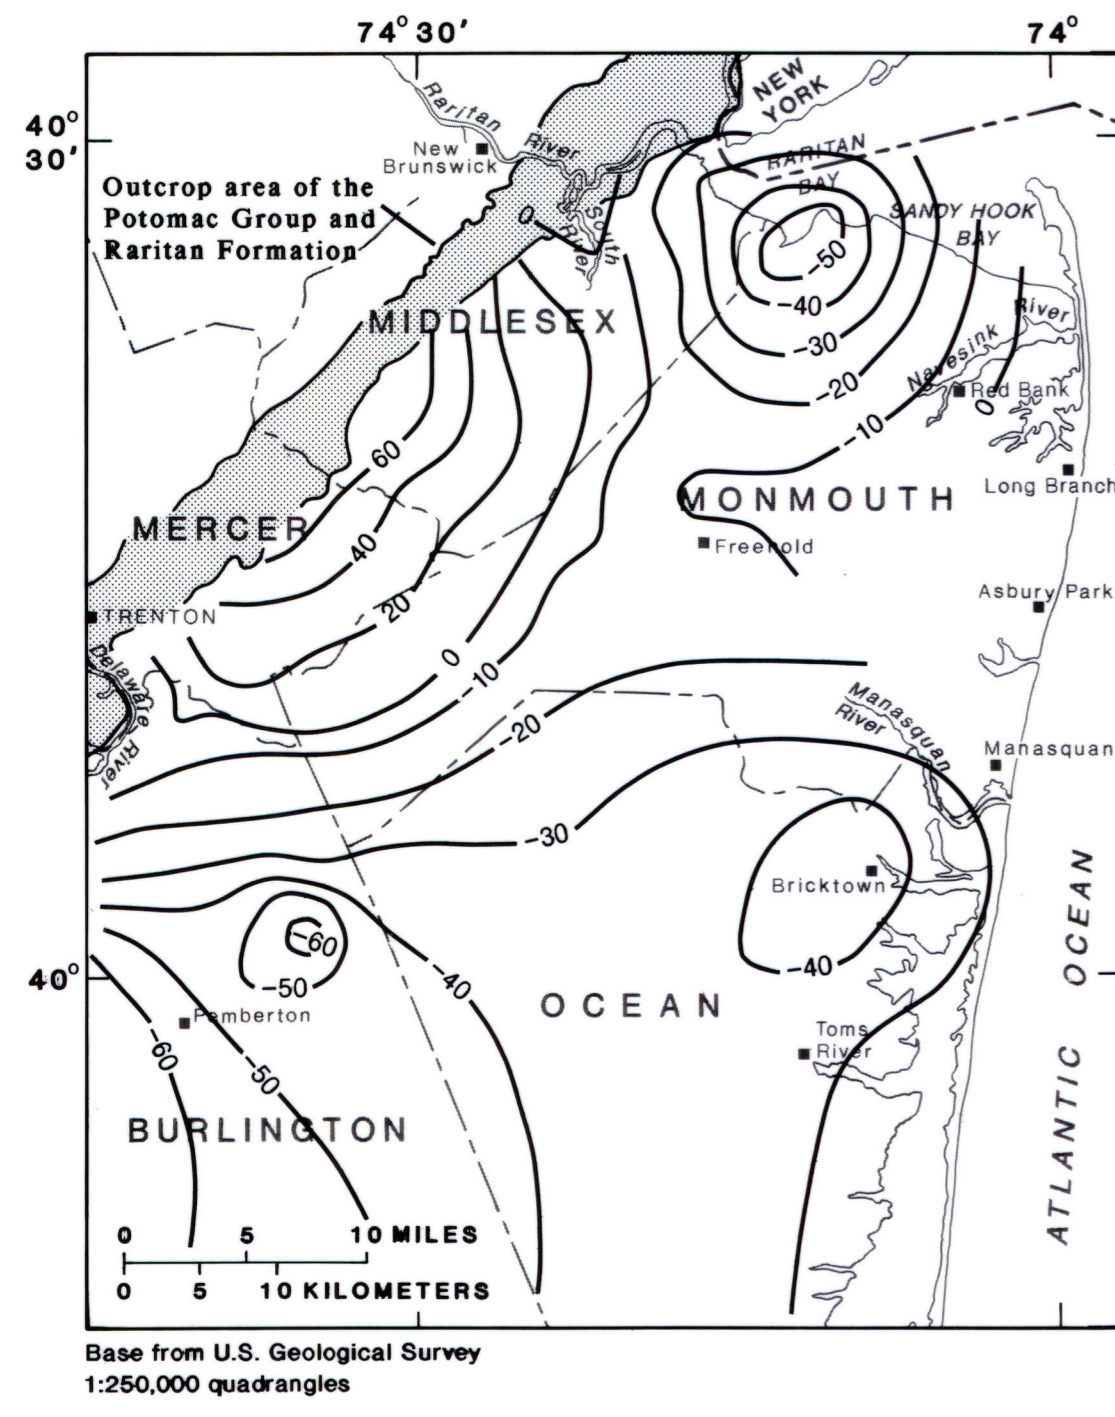 74° 30'
74°
40°
30'
NEW
YORK
Raritan
River
New
Brunswick
RARITAN
BAY
Outcrop area of the
Potomac Group and
Raritan Formation
0
South
River
SANDY HOOK
BAY
-50
-40
-30
-20
-10
0
MIDDLESEX
River
Navesink
Red Bank
Long Branch
60
MONMOUTH
MERCER
40
Freehold
20
Asbury Park
TRENTON
Delaware
River
0
-10
-20
Manasquan
River
Manasquan
-30
Bricktown
-40
-60
-50
-40
40°
OCEAN
Pemberton
-60
-50
Toms
River
BURLINGTON
ATLANTIC OCEAN
0 5 10 MILES
0 5 10 KILOMETERS
Base from U.S. Geological Survey
1:250,000 quadrangles